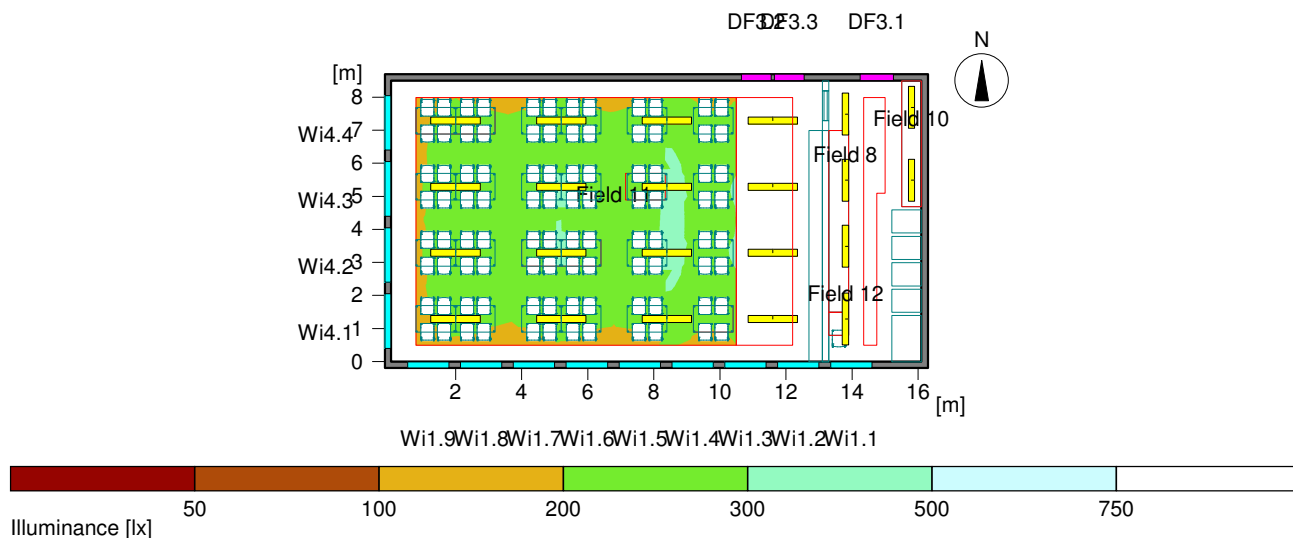 DF3.2 DF3.3 DF3.1
N
[m]
8
7
6
5
4
3
2
1
0
Wi4.4
Wi4.3
Wi4.2
Wi4.1
Field 10
Field 8
Field 11
Field 12
2 4 6 8 10 12 14 16
[m]
Wi1.9 Wi1.8 Wi1.7 Wi1.6 Wi1.5 Wi1.4 Wi1.3 Wi1.2 Wi1.1
50 100 200 300 500 750
Illuminance [lx]